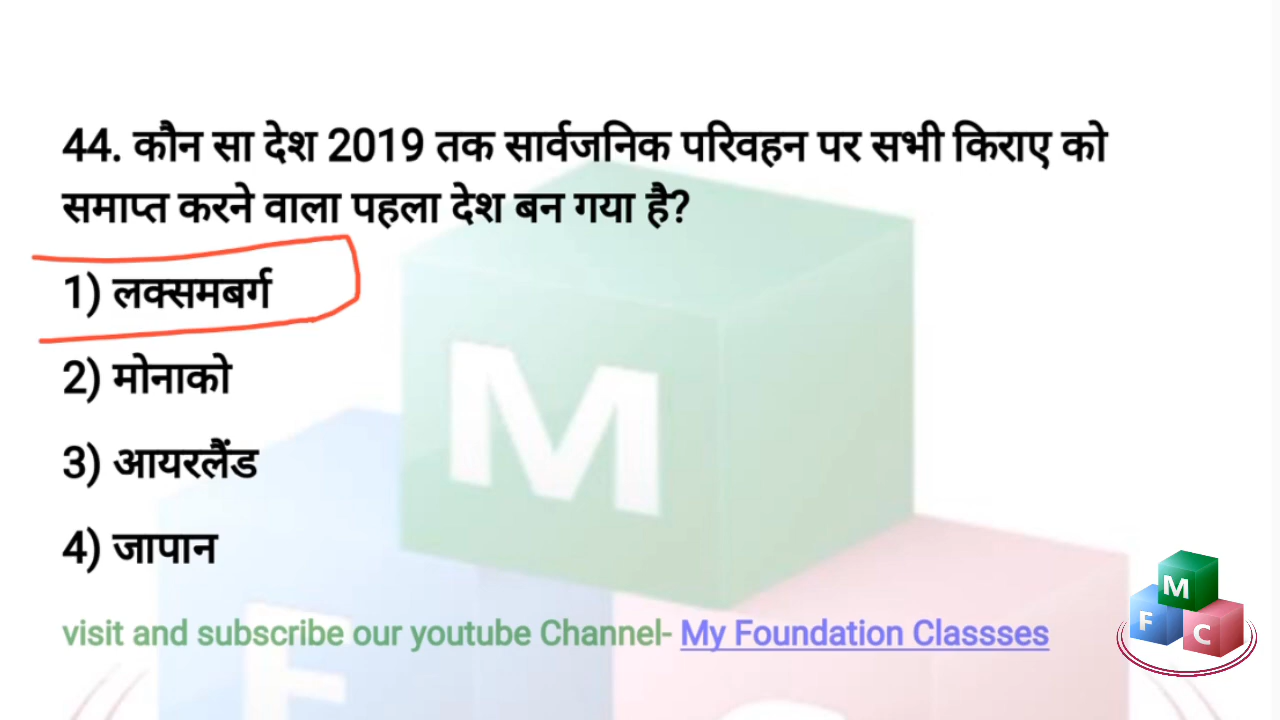 44. कौन सा देश 2019 तक सार्वजनिक परिवहन पर सभी किराए को
समाप्त करने वाला पहला देश बन गया है?
1) लक्समबर्ग
2) मोनाको
3) आयरलैंड
4) जापान
visit and subscribe our youtube Channel- My Foundation Classses
M
F
M
F
C